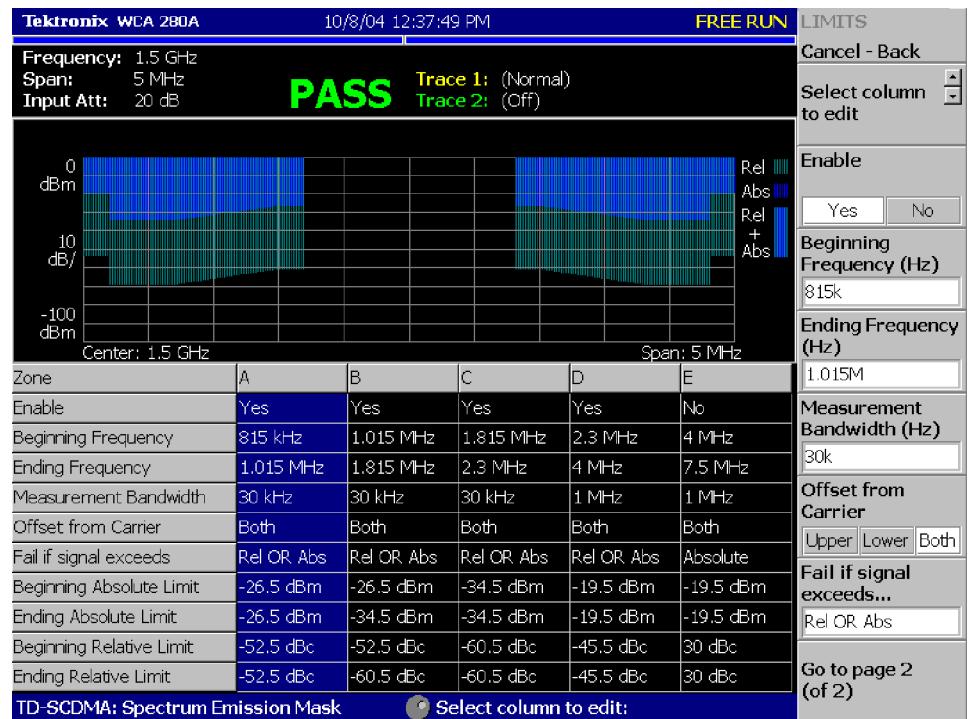 Tektronix WCA 280A 10/8/04 12:37:49 PM FREE RUN
Frequency: 1.5 GHz
Span: 5 MHz
Input Att: 20 dB
PASS
Trace 1: (Normal)
Trace 2: (Off)
0
dBm
10
dB/
-100
dBm
Rel
Abs
Rel
+
Abs
Center: 1.5 GHz Span: 5 MHz
Zone A B C D E
Enable Yes Yes Yes Yes No
Beginning Frequency 815 kHz 1.015 MHz 1.815 MHz 2.3 MHz 4 MHz
Ending Frequency 1.015 MHz 1.815 MHz 2.3 MHz 4 MHz 7.5 MHz
Measurement Bandwidth 30 kHz 30 kHz 30 kHz 1 MHz 1 MHz
Offset from Carrier Both Both Both Both Both
Fail if signal exceeds Rel OR Abs Rel OR Abs Rel OR Abs Rel OR Abs Absolute
Beginning Absolute Limit -26.5 dBm -26.5 dBm -34.5 dBm -19.5 dBm -19.5 dBm
Ending Absolute Limit -26.5 dBm -34.5 dBm -34.5 dBm -19.5 dBm -19.5 dBm
Beginning Relative Limit -52.5 dBc -52.5 dBc -60.5 dBc -45.5 dBc 30 dBc
Ending Relative Limit -52.5 dBc -60.5 dBc -60.5 dBc -45.5 dBc 30 dBc
TD-SCDMA: Spectrum Emission Mask Select column to edit:
LIMITS
Cancel - Back
Select column
to edit
Enable
Yes No
Beginning
Frequency (Hz)
815k
Ending Frequency
(Hz)
1.015M
Measurement
Bandwidth (Hz)
30k
Offset from
Carrier
Upper Lower Both
Fail if signal
exceeds...
Rel OR Abs
Go to page 2
(of 2)